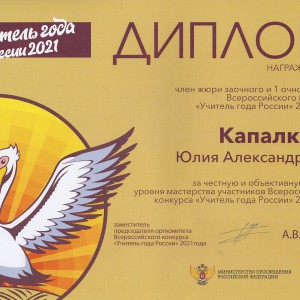 тель года
ссии 2021
ДИПЛО
НАГРАЖ
член жюри заочного и 1 очно
Всероссийского
«Учитель года России» 2
Капалк
Юлия Александр
за честную и объективную
уровня мастерства участников Всерос
конкурса «Учитель года России» 2
заместитель
председателя оргкомитета
Всероссийского конкурса
«Учитель года России» 2021года
А.В.
МИНИСТЕРСТВО ПРОСВЕЩЕНИЯ
РОССИЙСКОЙ ФЕДЕРАЦИИ